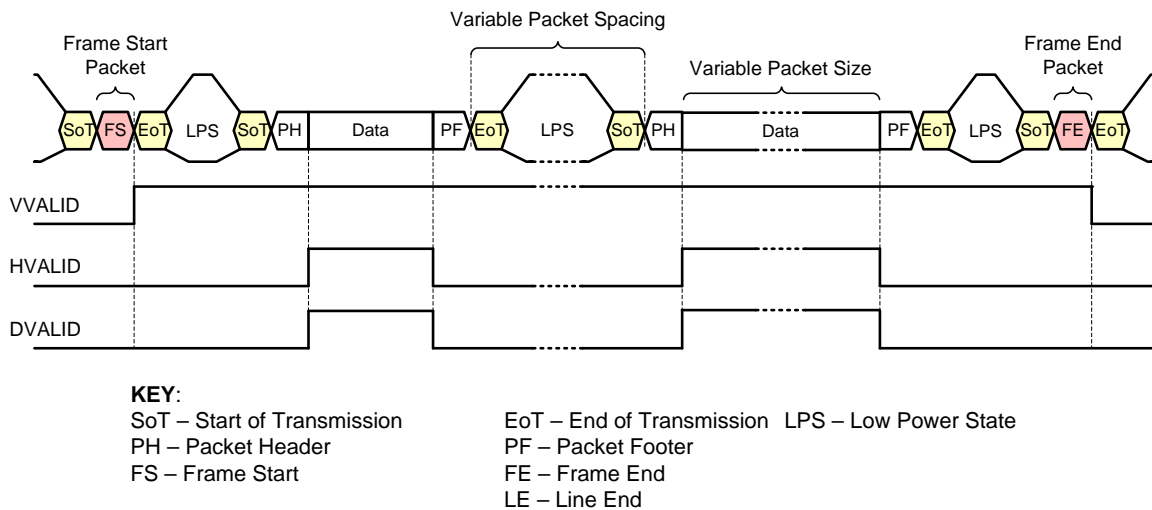 Variable Packet Spacing
Frame Start
Packet
Variable Packet Size
Frame End
Packet
SoT FS EoT LPS SoT PH Data PF EoT LPS SoT PH Data PF EoT LPS SoT FE EoT
VVALID
HVALID
DVALID
KEY:
SoT – Start of Transmission EoT – End of Transmission LPS – Low Power State
PH – Packet Header PF – Packet Footer
FS – Frame Start FE – Frame End
LE – Line End